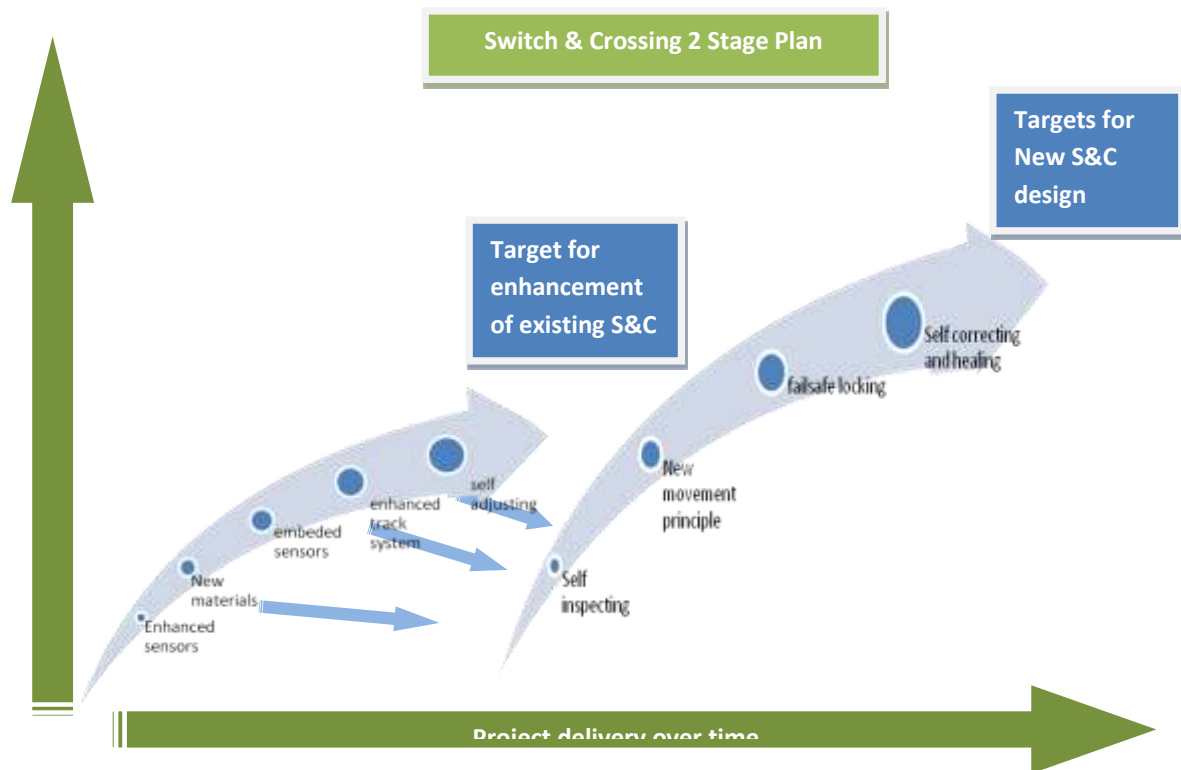 Switch & Crossing 2 Stage Plan
Targets for
New S&C
design
Target for
enhancement
of existing S&C
Self correcting
and healing
failsafe locking
New
movement
principle
Self
inspecting
self
adjusting
enhanced
track
system
embeded
sensors
New
materials
Enhanced
sensors
Project delivery over time